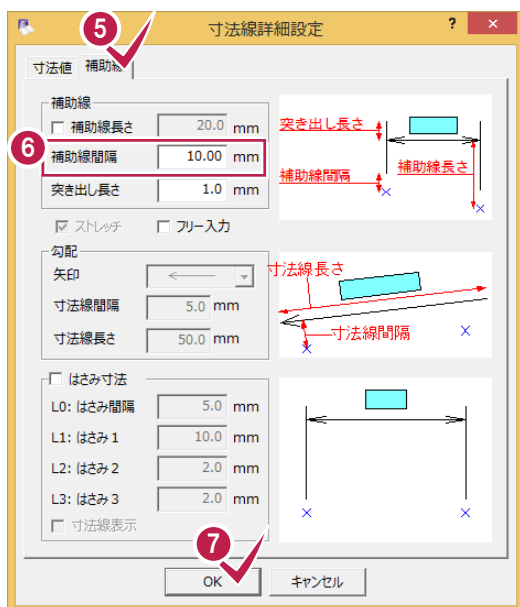 5
寸法線詳細設定 ? ×
寸法値 補助線
補助線
補助線長さ 20.0 mm
6
補助線間隔 10.00 mm
突き出し長さ 1.0 mm
ストレッチ フリー入力
突き出し長さ
補助線間隔
補助線長さ
勾配
矢印
寸法線間隔 5.0 mm
寸法線長さ 50.0 mm
寸法線長さ
寸法線間隔
はさみ寸法
L0: はさみ間隔 5.0 mm
L1: はさみ1 10.0 mm
L2: はさみ2 2.0 mm
L3: はさみ3 2.0 mm
寸法線表示
7
OK キャンセル